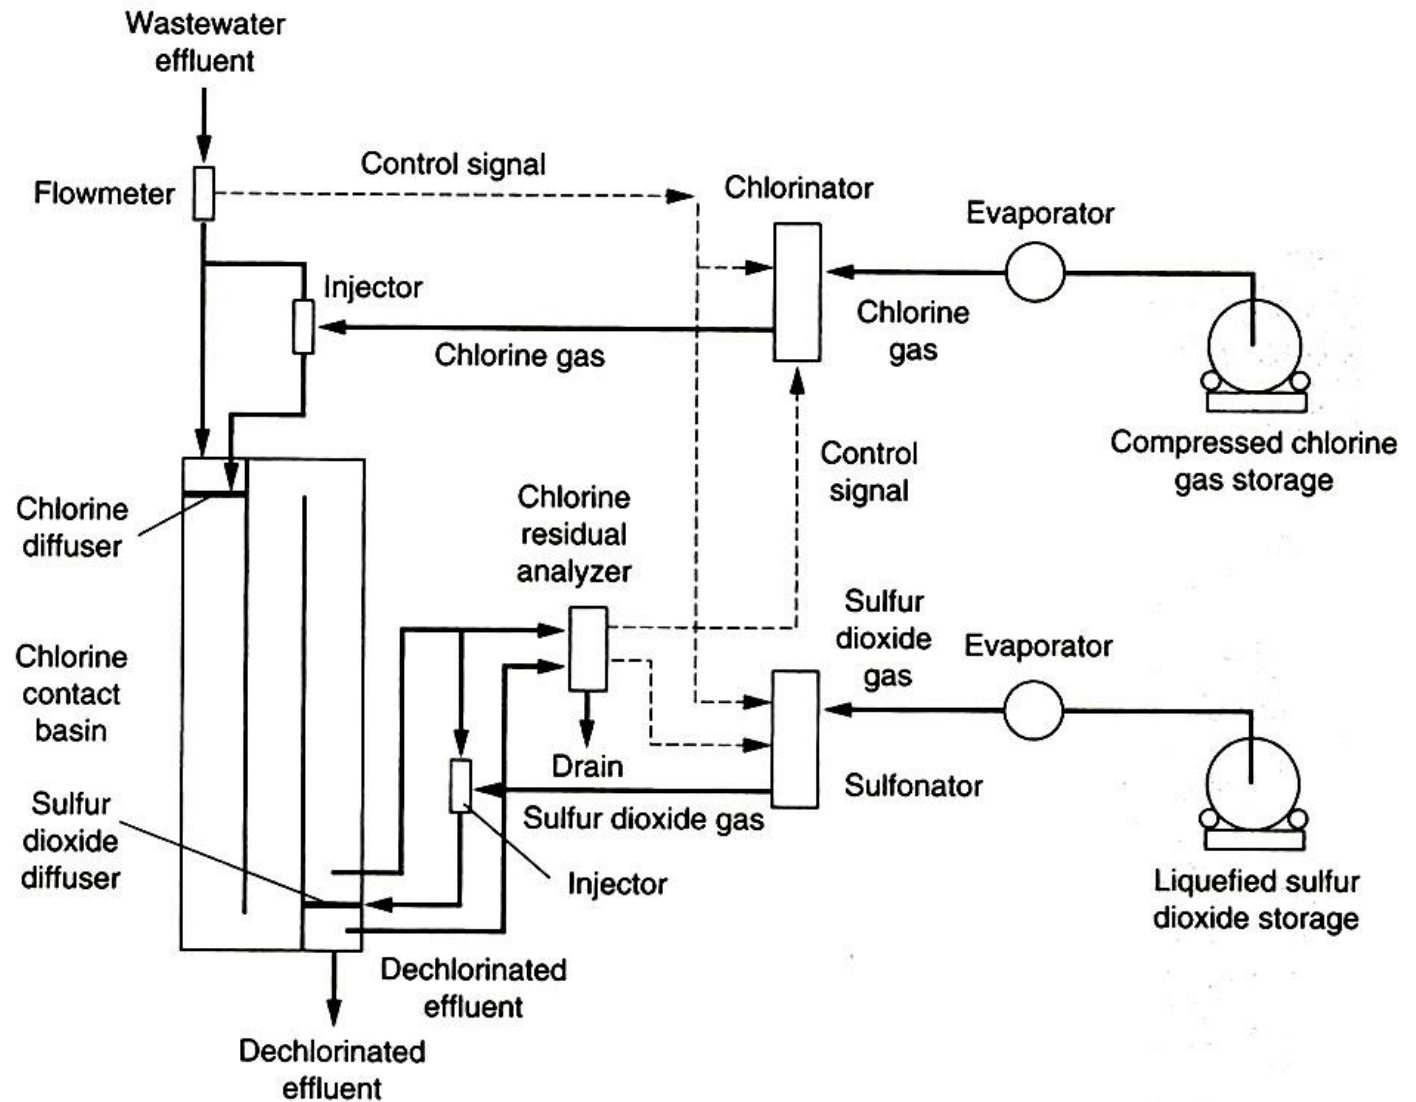 Wastewater
effluent
Flowmeter
Control signal
Chlorinator
Evaporator
Injector
Chlorine gas
Chlorine
gas
Compressed chlorine
gas storage
Control
signal
Chlorine
diffuser
Chlorine
residual
analyzer
Sulfur
dioxide
gas
Evaporator
Chlorine
contact
basin
Drain
Sulfonator
Sulfur
dioxide
diffuser
Sulfur dioxide gas
Injector
Liquefied sulfur
dioxide storage
Dechlorinated
effluent
Dechlorinated
effluent